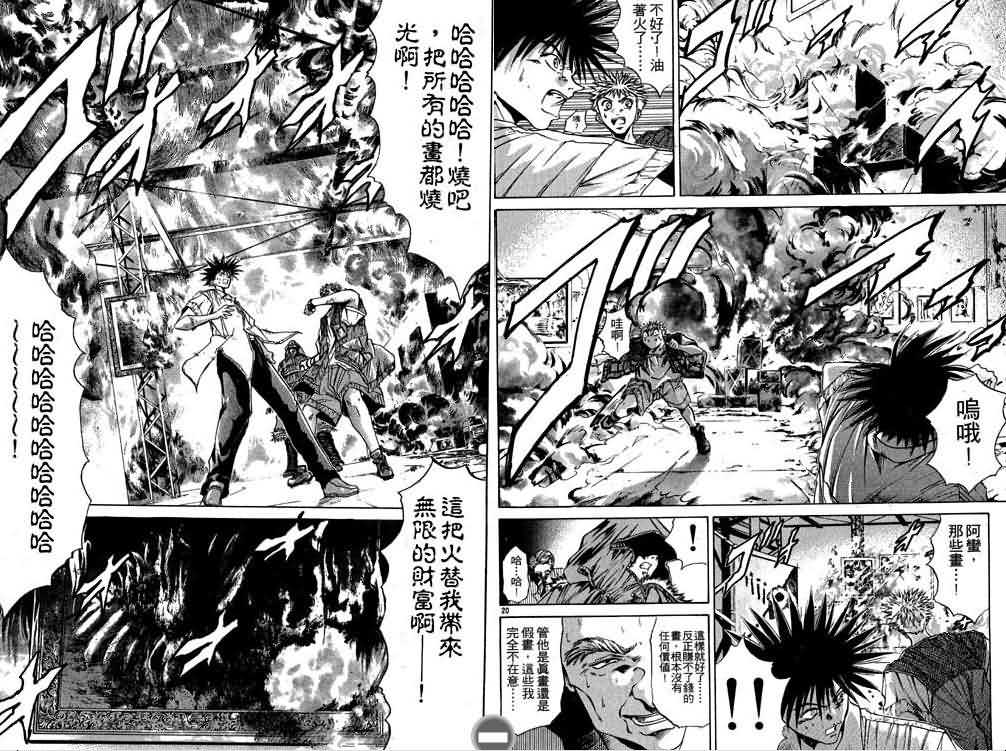 不好了！油
著火了……
咦？
哇啊
嗚哦！
阿蠻，
那些畫……
！
哈…哈！
20
！！
這樣就好了……
反正賺不了錢的
畫，根本沒有
任何價值！
管他是真畫還是
假畫，這些我
完全不在意……
哈哈哈哈哈！燒吧
，把所有的畫都燒
光啊！
哈哈哈哈哈哈哈哈哈
～～～～～！
這把火替我帶來
無限的財富啊……！